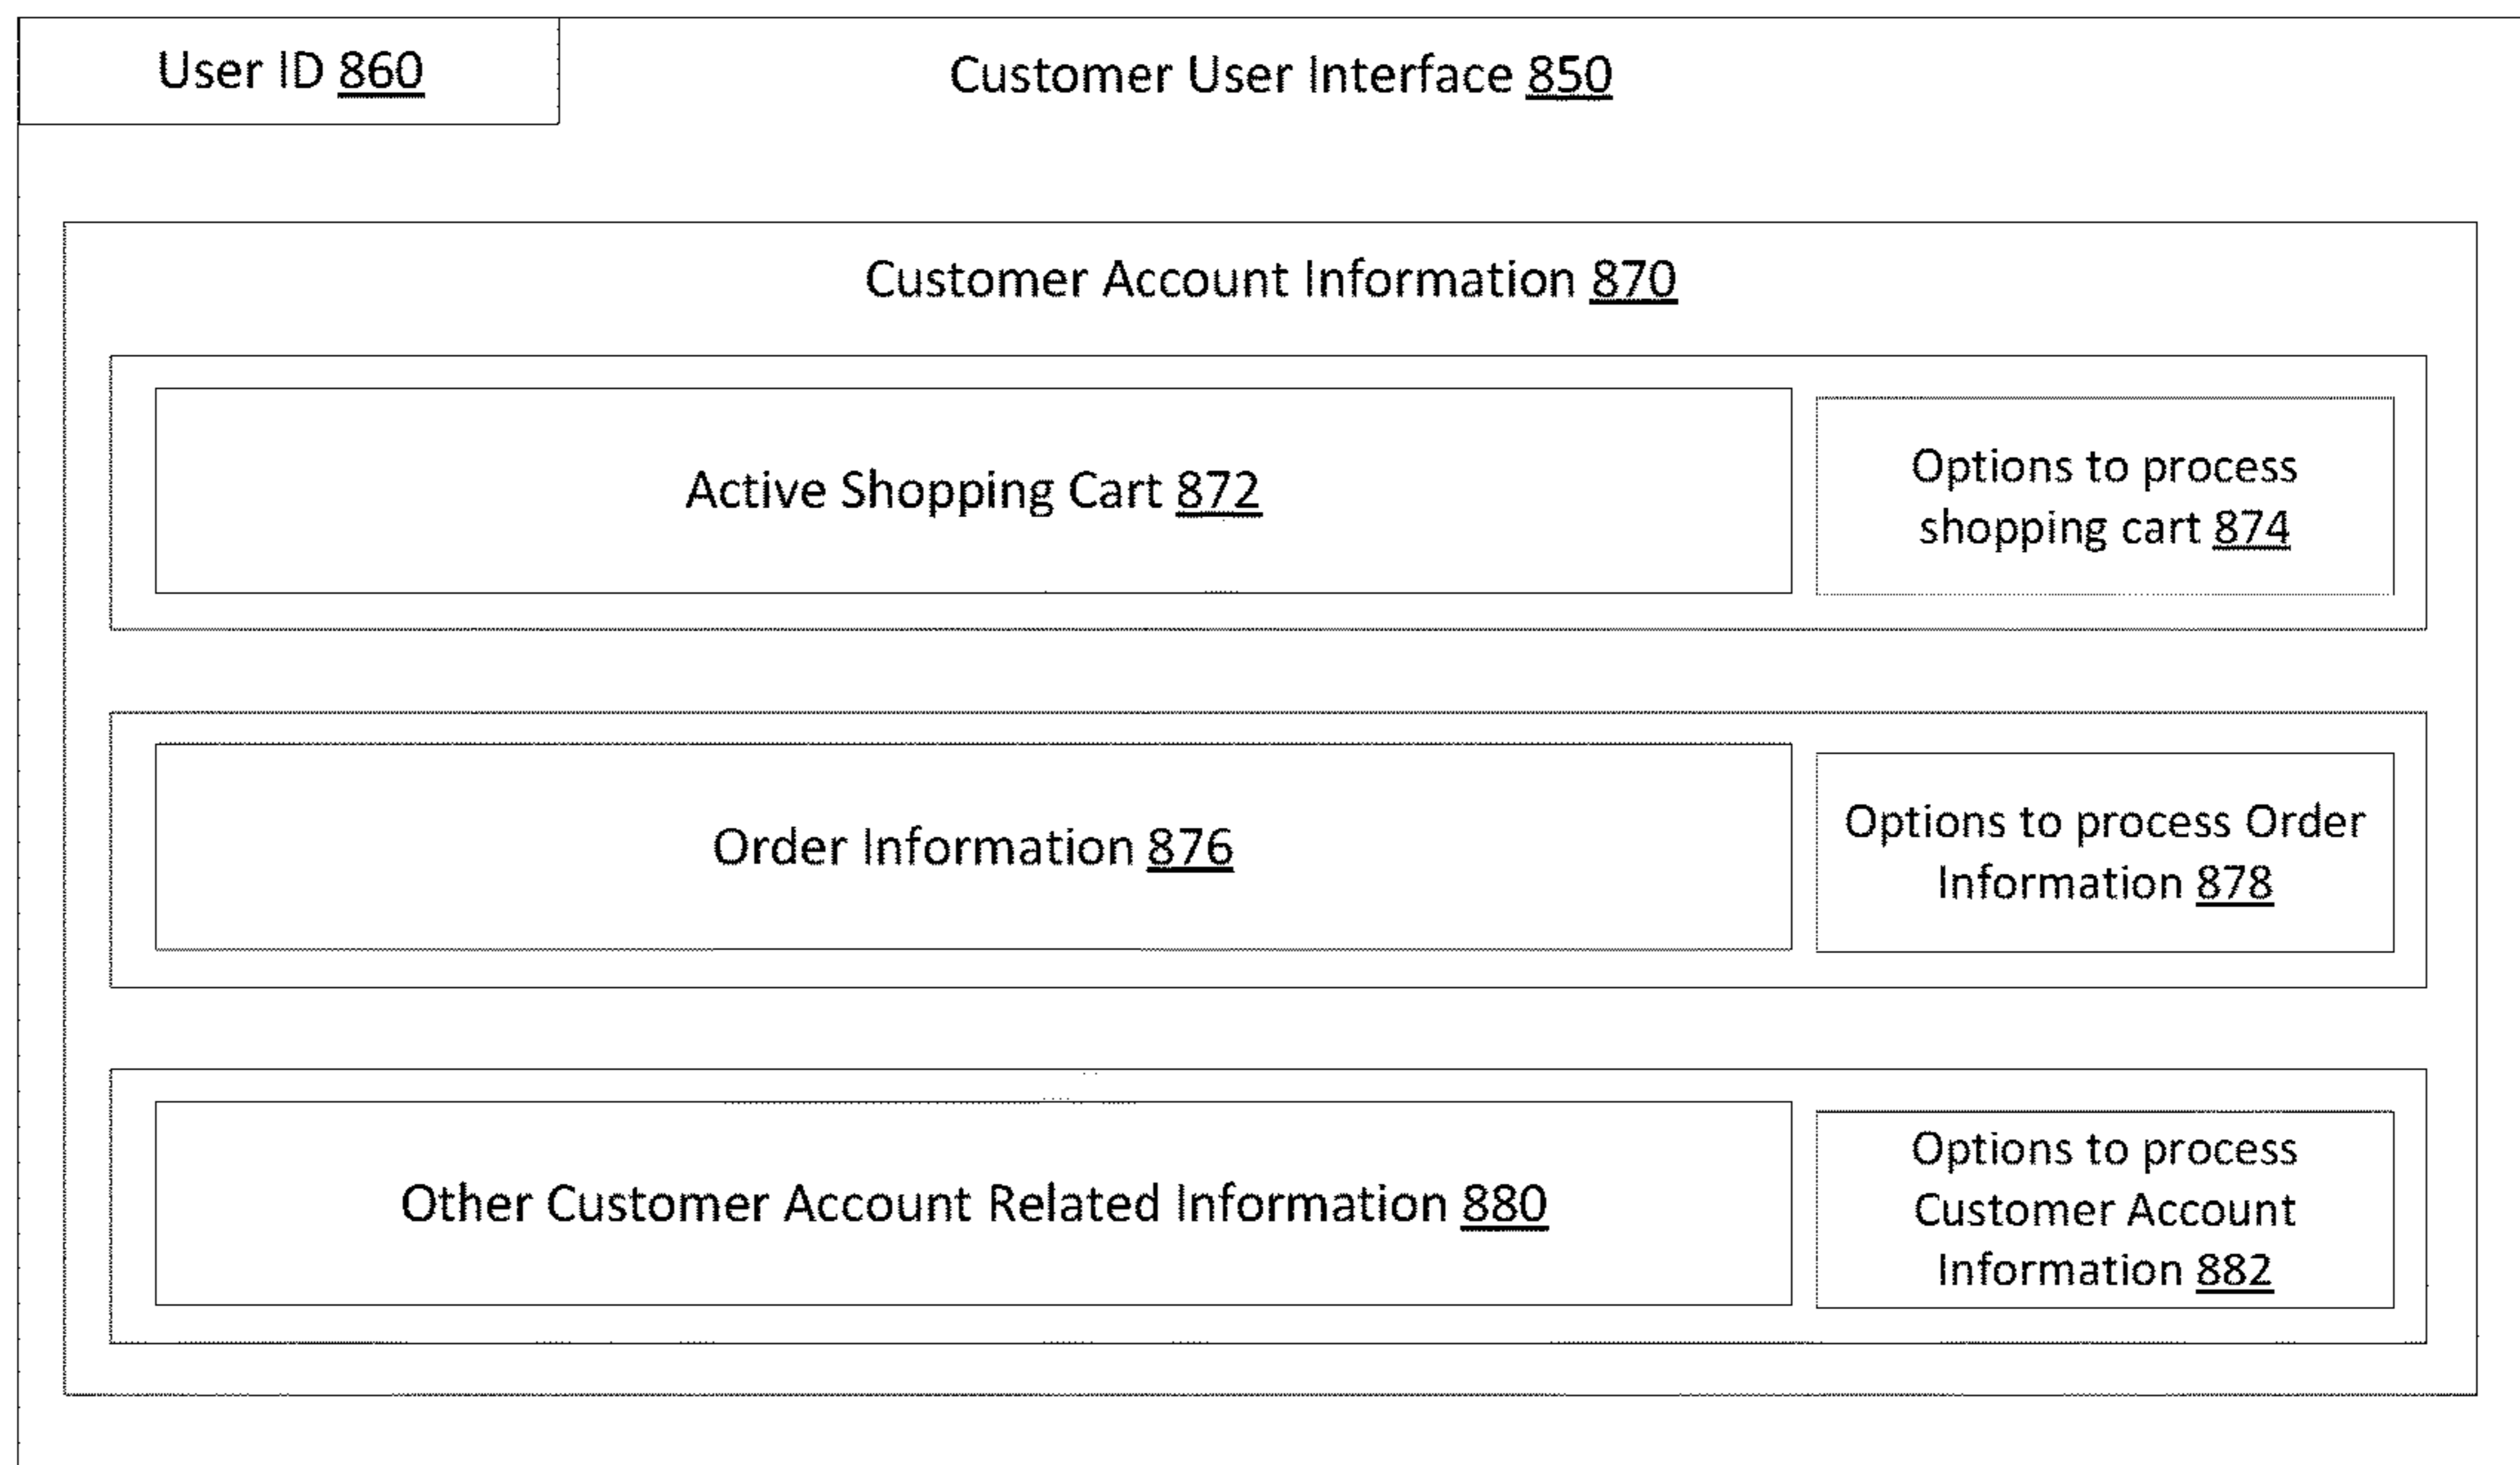 User ID 860
Customer User Interface 850
Customer Account Information 870
Active Shopping Cart 872
Options to process
shopping cart 874
Order Information 876
Options to process Order
Information 878
Other Customer Account Related Information 880
Options to process
Customer Account
Information 882